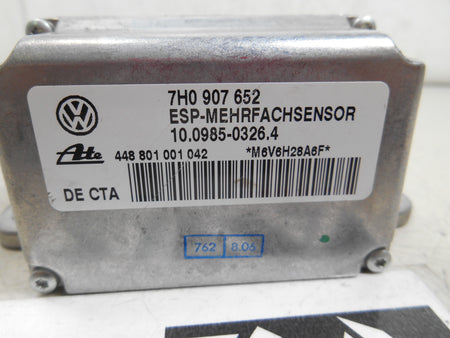 7H0 907 652
ESP-MEHRFACHSENSOR
10.0985-0326.4
Ate 448 801 001 042 *M6V6H28A6F*
DE CTA
762 8.06